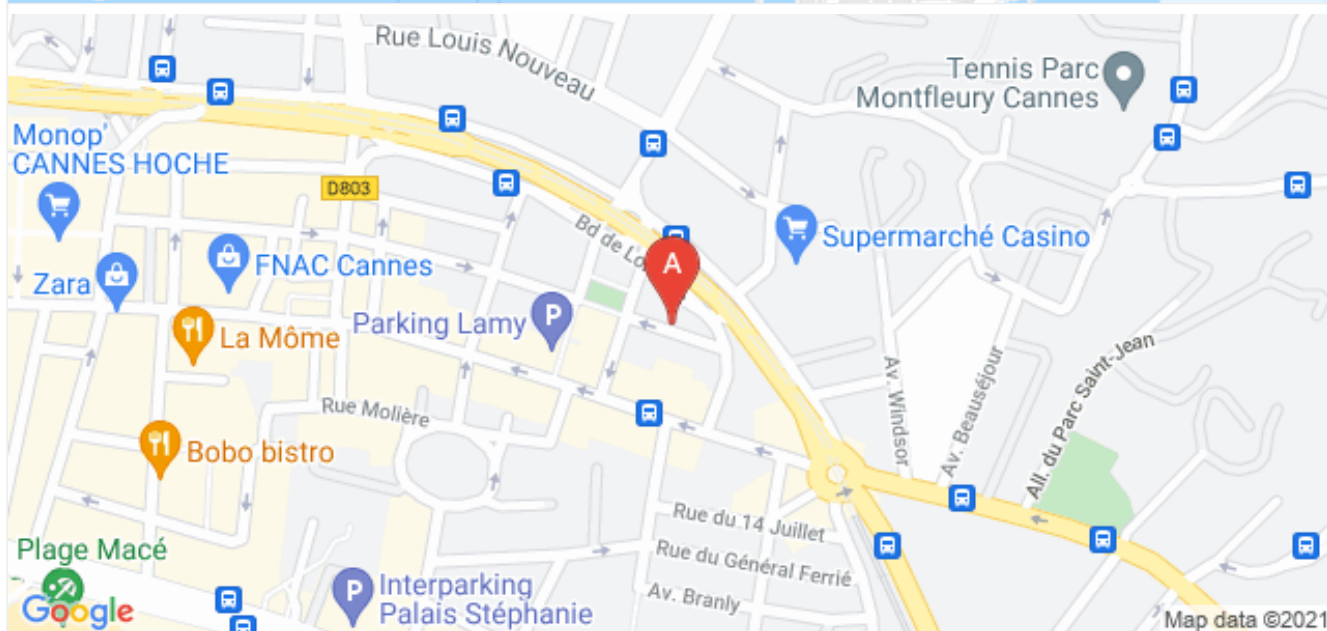 Rue Louis Nouveau
Tennis Parc
Montfleury Cannes
Monop'
CANNES HOCHE
D803
Bd de
Supermarché Casino
FNAC Cannes
Zara
A
Parking Lamy
P
La Môme
Rue Molière
Av. Windsor
Av. Beauséjour
All. du Parc Saint-Jean
Bobo bistro
Rue du 14 Juillet
Rue du Général Ferrié
Plage Macé
P
Interparking
Palais Stéphanie
Av. Branly
Google
Map data ©2021